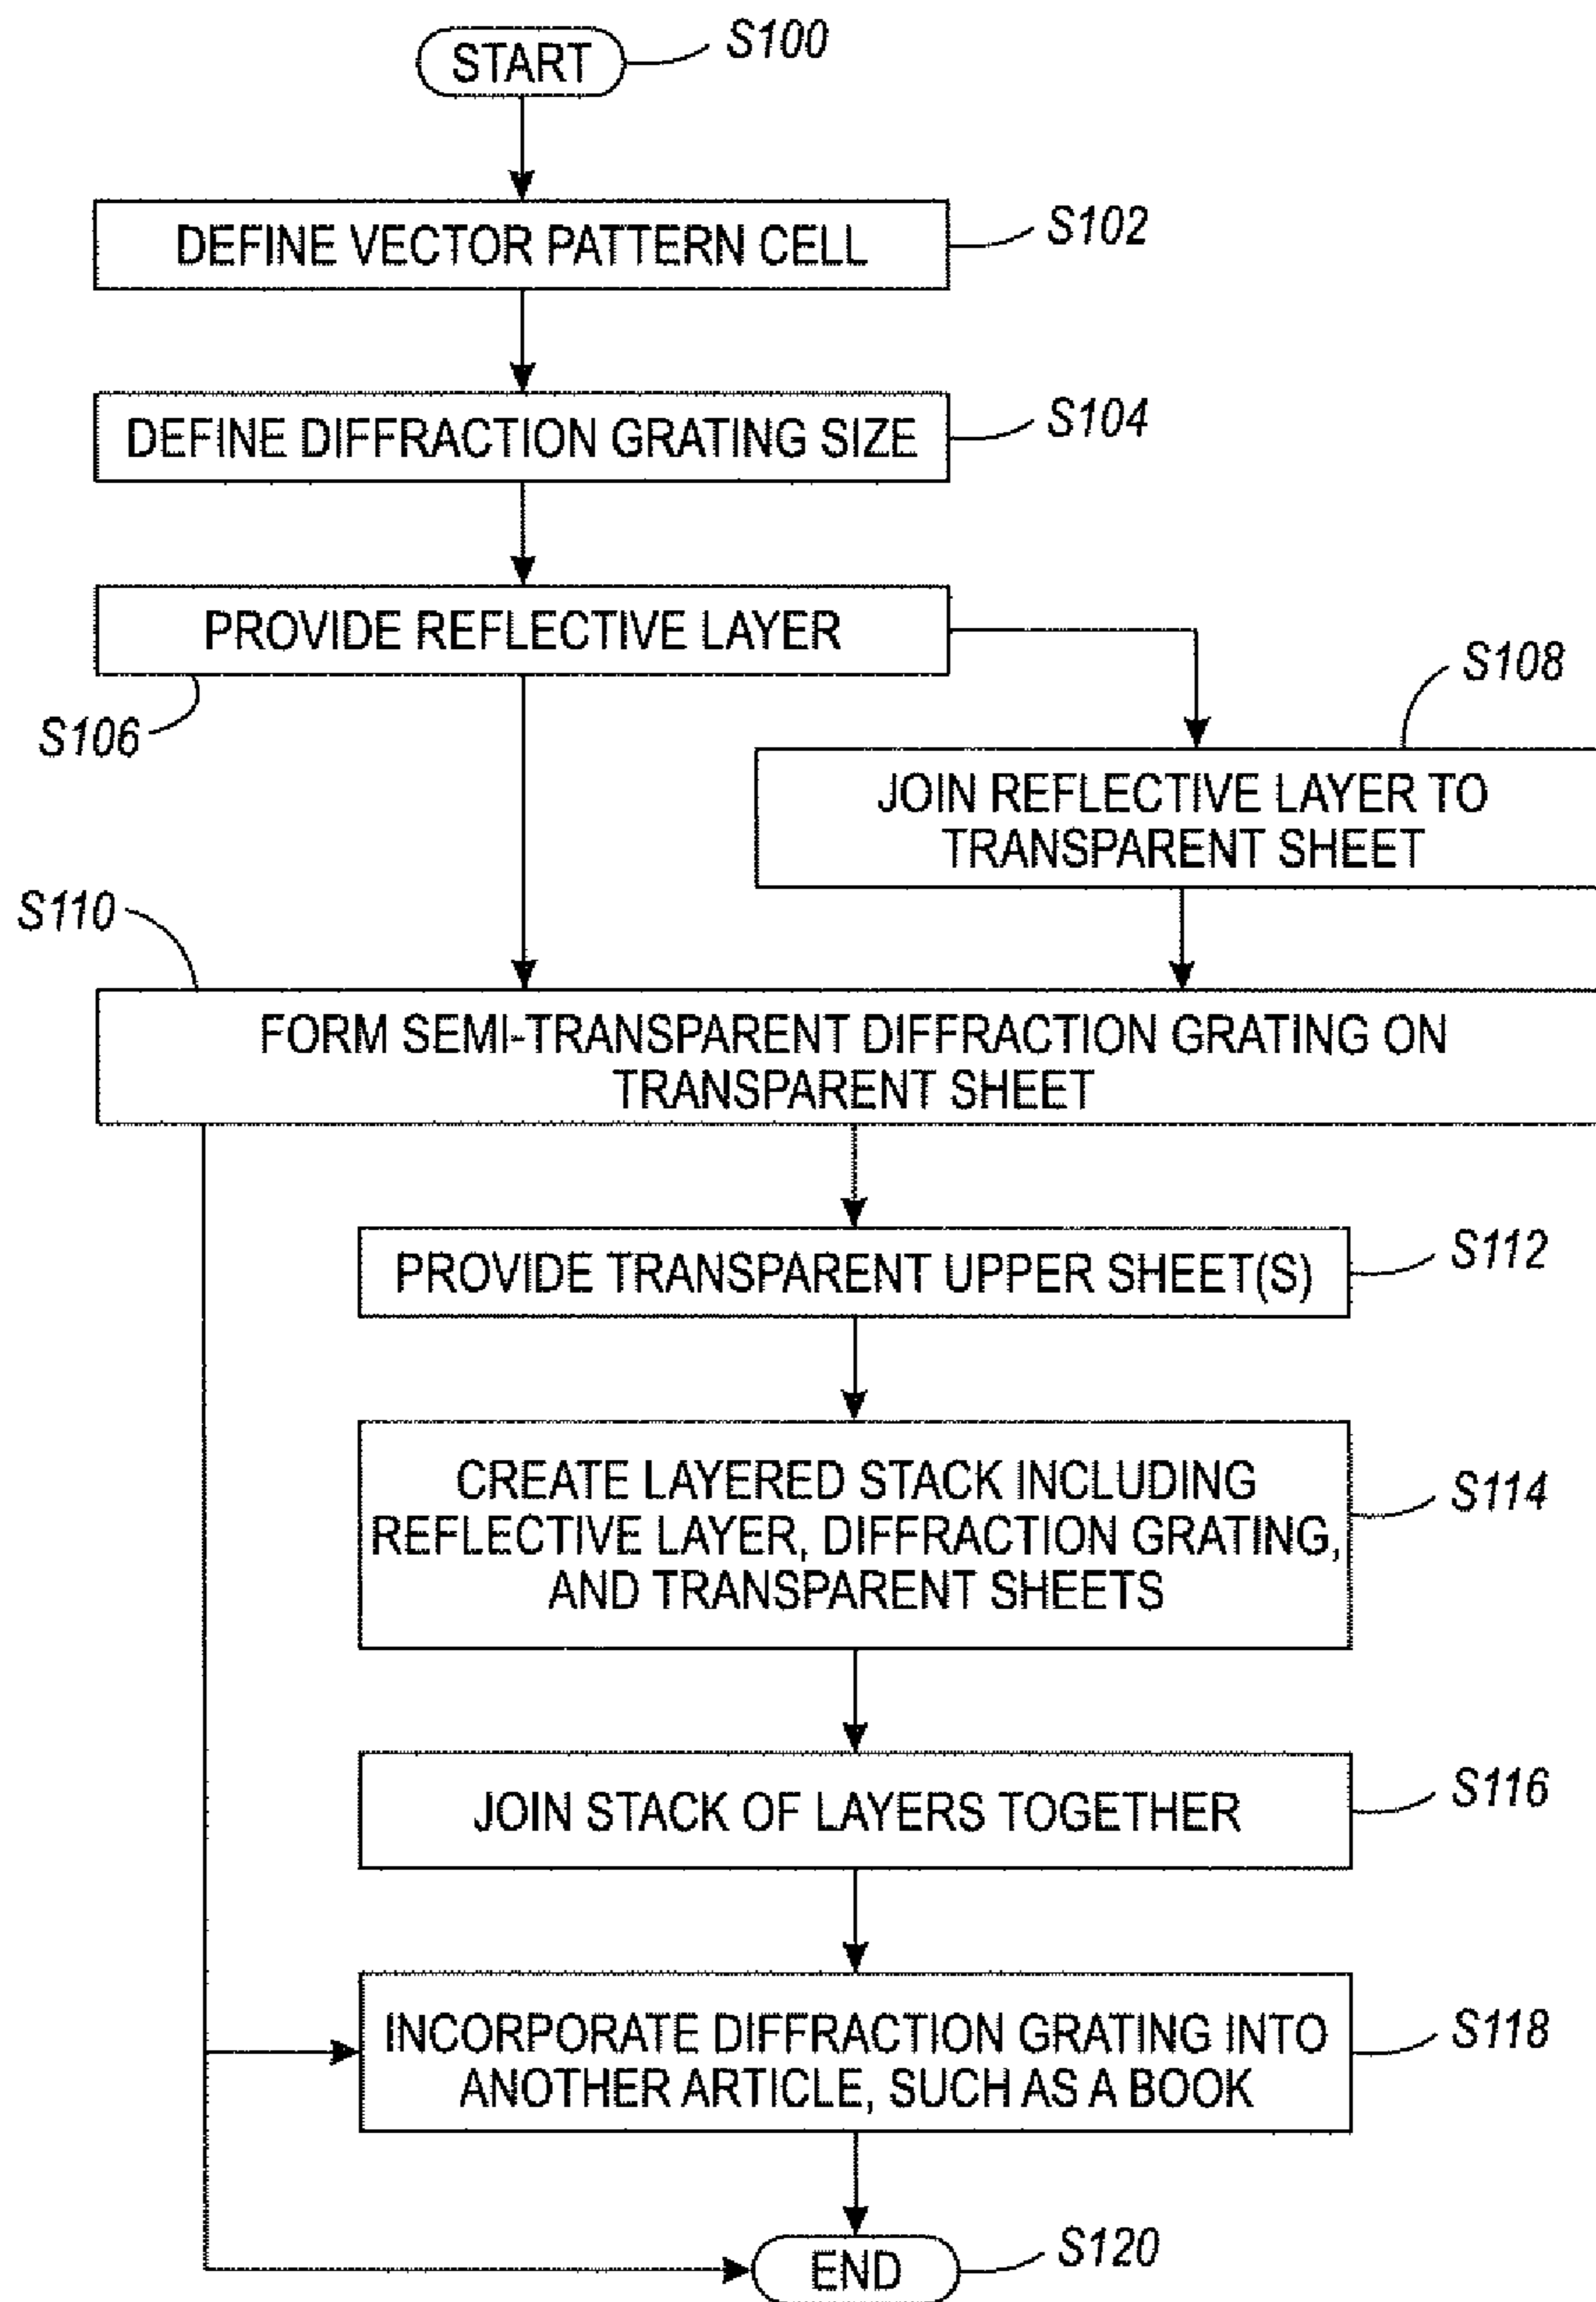 START
S100
DEFINE VECTOR PATTERN CELL
S102
DEFINE DIFFRACTION GRATING SIZE
S104
PROVIDE REFLECTIVE LAYER
S106
S108
JOIN REFLECTIVE LAYER TO
TRANSPARENT SHEET
S110
FORM SEMI-TRANSPARENT DIFFRACTION GRATING ON
TRANSPARENT SHEET
PROVIDE TRANSPARENT UPPER SHEET(S)
S112
CREATE LAYERED STACK INCLUDING
REFLECTIVE LAYER, DIFFRACTION GRATING,
AND TRANSPARENT SHEETS
S114
JOIN STACK OF LAYERS TOGETHER
S116
INCORPORATE DIFFRACTION GRATING INTO
ANOTHER ARTICLE, SUCH AS A BOOK
S118
END
S120